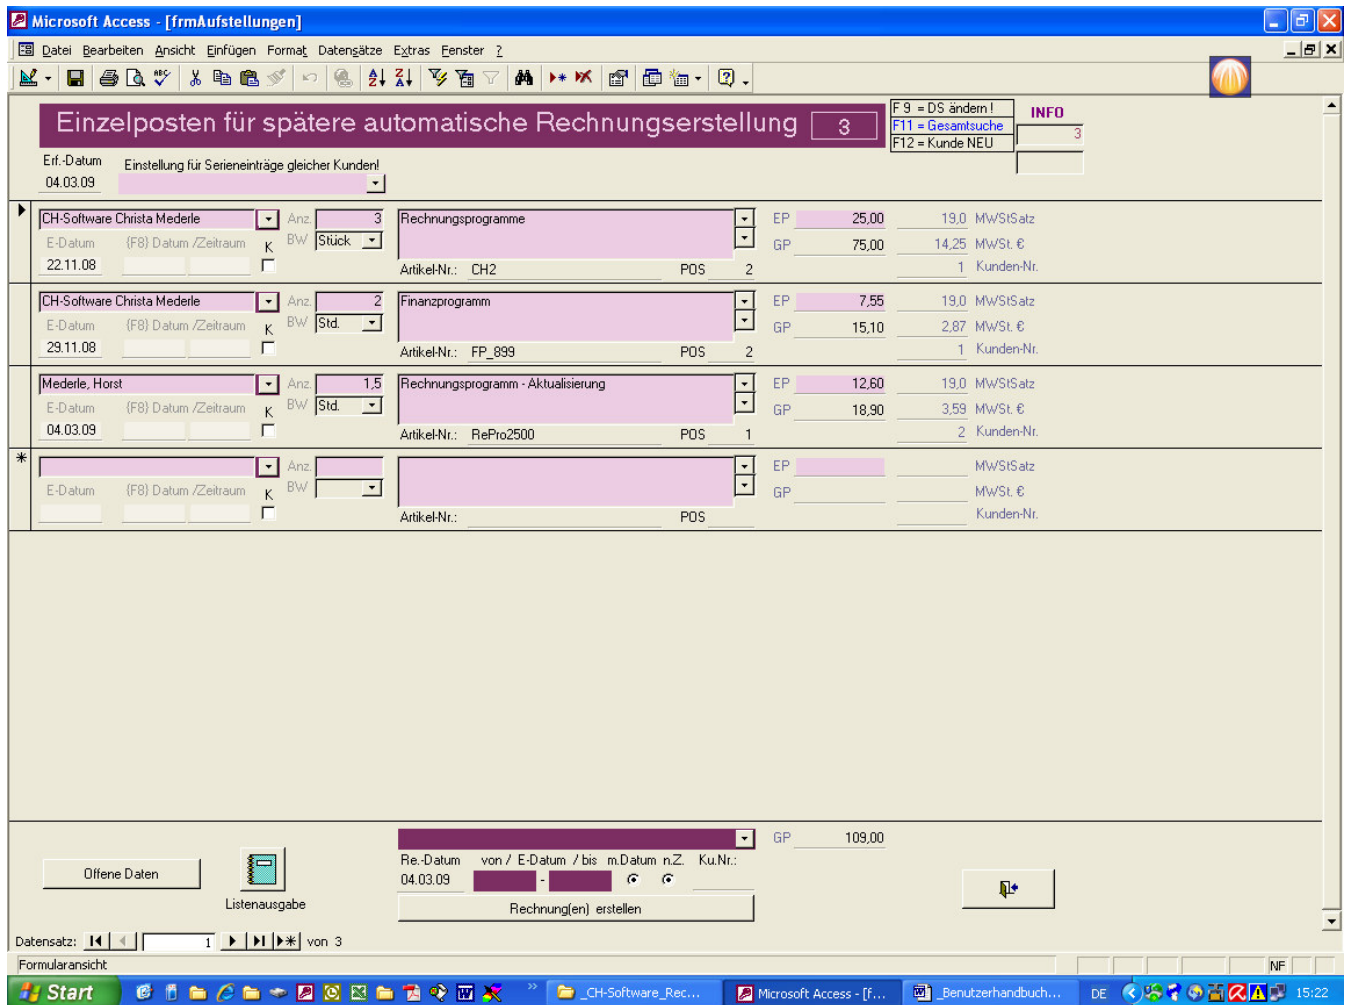 Microsoft Access - [frmAufstellungen]
Datei Bearbeiten Ansicht Einfügen Format Datensätze Extras Fenster ?
Einzelposten für spätere automatische Rechnungserstellung 3
F 9 = DS ändern !
F11 = Gesamtsuche
F12 = Kunde NEU
INFO
3
Erf.-Datum Einstellung für Serieneinträge gleicher Kunden!
04.03.09
CH-Software Christa Mederle Anz. 3 Rechnungsprogramme EP 25,00 19,0 MWStSatz
E-Datum (F8) Datum /Zeitraum K BW Stück GP 75,00 14,25 MWSt. €
22.11.08 Artikel-Nr.: CH2 POS 2 1 Kunden-Nr.
CH-Software Christa Mederle Anz. 2 Finanzprogramm EP 7,55 19,0 MWStSatz
E-Datum (F8) Datum /Zeitraum K BW Std. GP 15,10 2,87 MWSt. €
29.11.08 Artikel-Nr.: FP_899 POS 2 1 Kunden-Nr.
Mederle, Horst Anz. 1,5 Rechnungsprogramm - Aktualisierung EP 12,60 19,0 MWStSatz
E-Datum (F8) Datum /Zeitraum K BW Std. GP 18,90 3,59 MWSt. €
04.03.09 Artikel-Nr.: RePro2500 POS 1 2 Kunden-Nr.
Anz. EP MWStSatz
E-Datum (F8) Datum /Zeitraum K BW GP MWSt. €
Artikel-Nr.: POS Kunden-Nr.
GP 109,00
Re.-Datum von / E-Datum / bis m.Datum n.Z. Ku.Nr.:
Offene Daten 04.03.09 -
Listenausgabe Rechnung(en) erstellen
Datensatz: 1 von 3
Formularansicht NF
Start _CH-Software_Rec... Microsoft Access - [f... _Benutzerhandbuch... DE 15:22